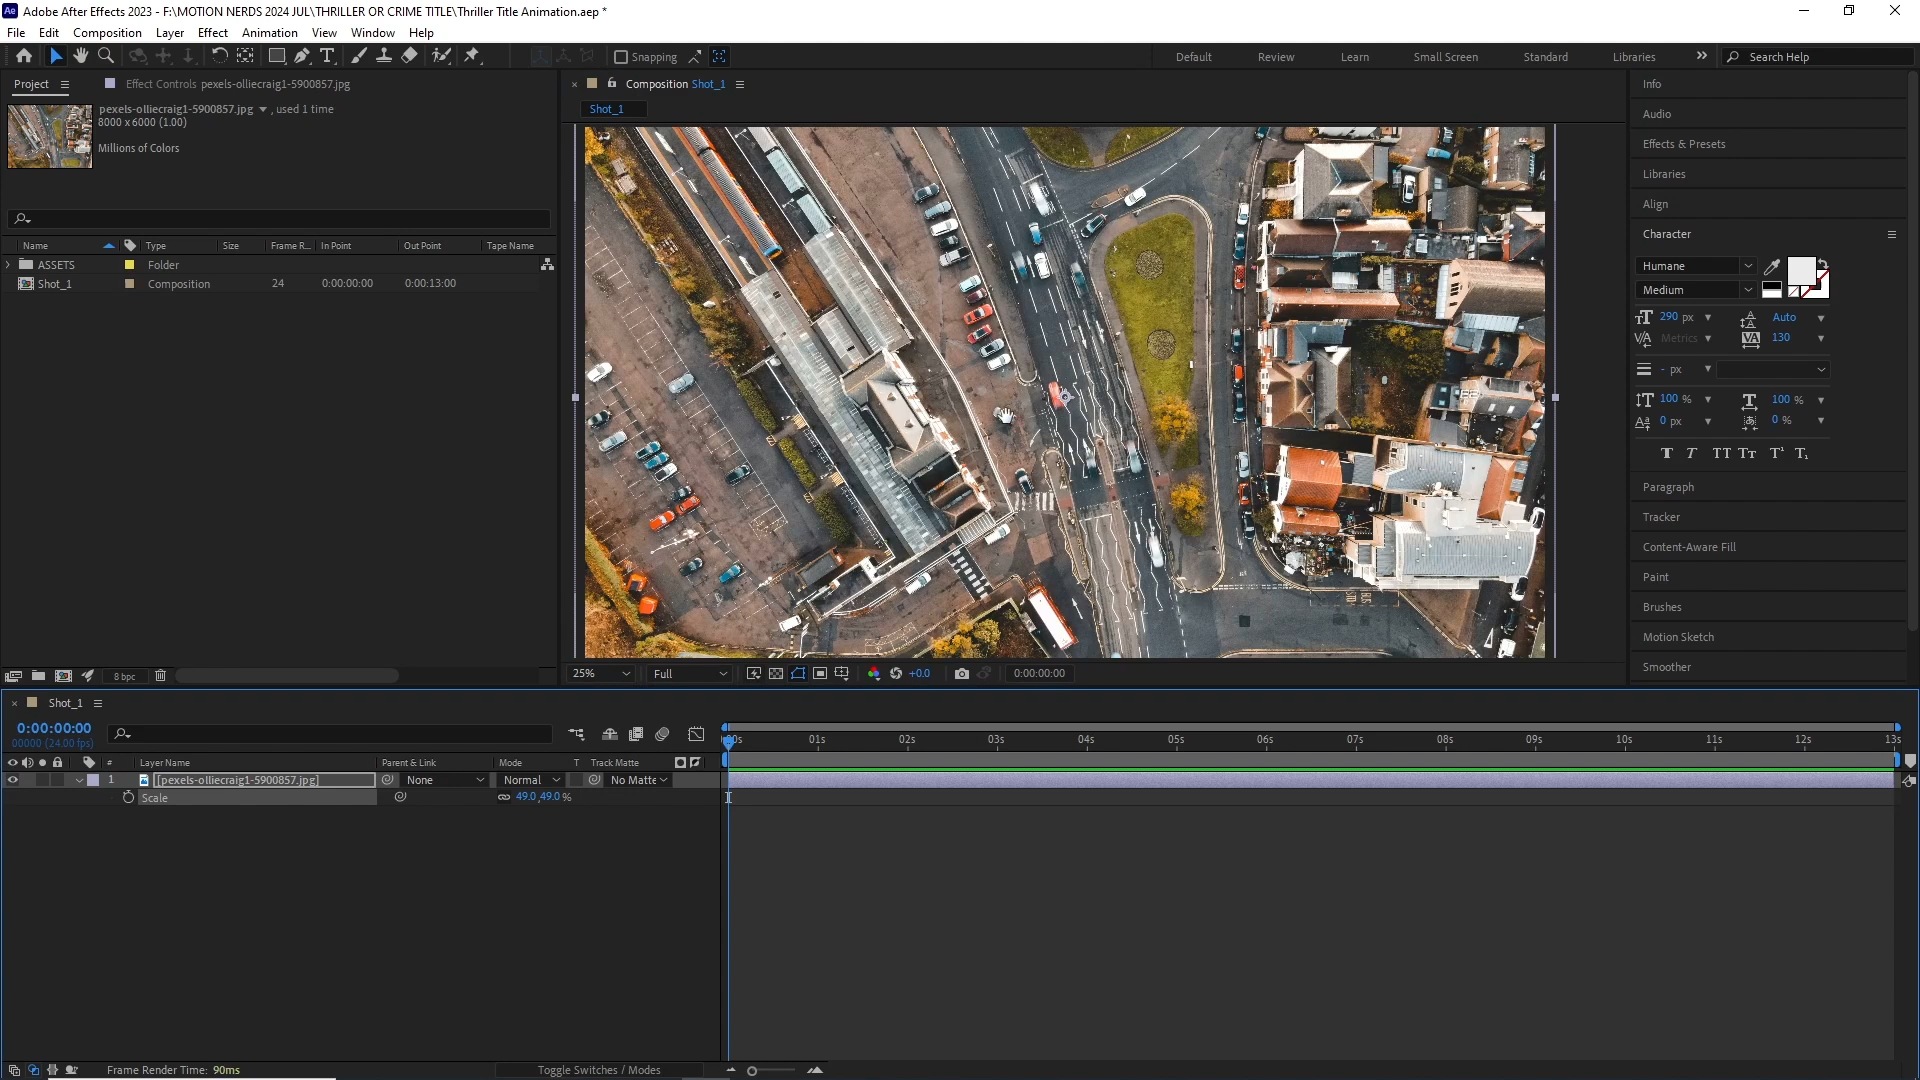 Ae Adobe After Effects 2023 - F:\MOTION NERDS 2024 JUL\THRILLER OR CRIME TITLE\Thriller Title Animation.aep *
File Edit Composition Layer Effect Animation View Window Help
Snapping Default Review Learn Small Screen Standard Libraries Search Help
Project Effect Controls pexels-olliecraig1-5900857.jpg Composition Shot_1 Info
pexels-olliecraig1-5900857.jpg , used 1 time Shot_1
8000 x 6000 (1.00) Audio
Millions of Colors Effects & Presets
Libraries
Align
Character
Name Type Size Frame R... In Point Out Point Tape Name
ASSETS Folder Humane
Shot_1 Composition 24 0:00:00:00 0:00:13:00 Medium
290 px Auto
Metrics 130
- px
100 % 100 %
0 px 0 %
T T TT Tt T¹ T₁
Paragraph
Tracker
Content-Aware Fill
Paint
Brushes
Motion Sketch
Smoother
8 bpc 25% Full +0.0 0:00:00:00
Shot_1
0:00:00:00
00000 (24.00 fps) 00s 01s 02s 03s 04s 05s 06s 07s 08s 09s 10s 11s 12s 13s
# Layer Name Parent & Link Mode T Track Matte
1 [pexels-olliecraig1-5900857.jpg] None Normal No Matte
Scale 49.0,49.0 %
Frame Render Time: 90ms Toggle Switches / Modes